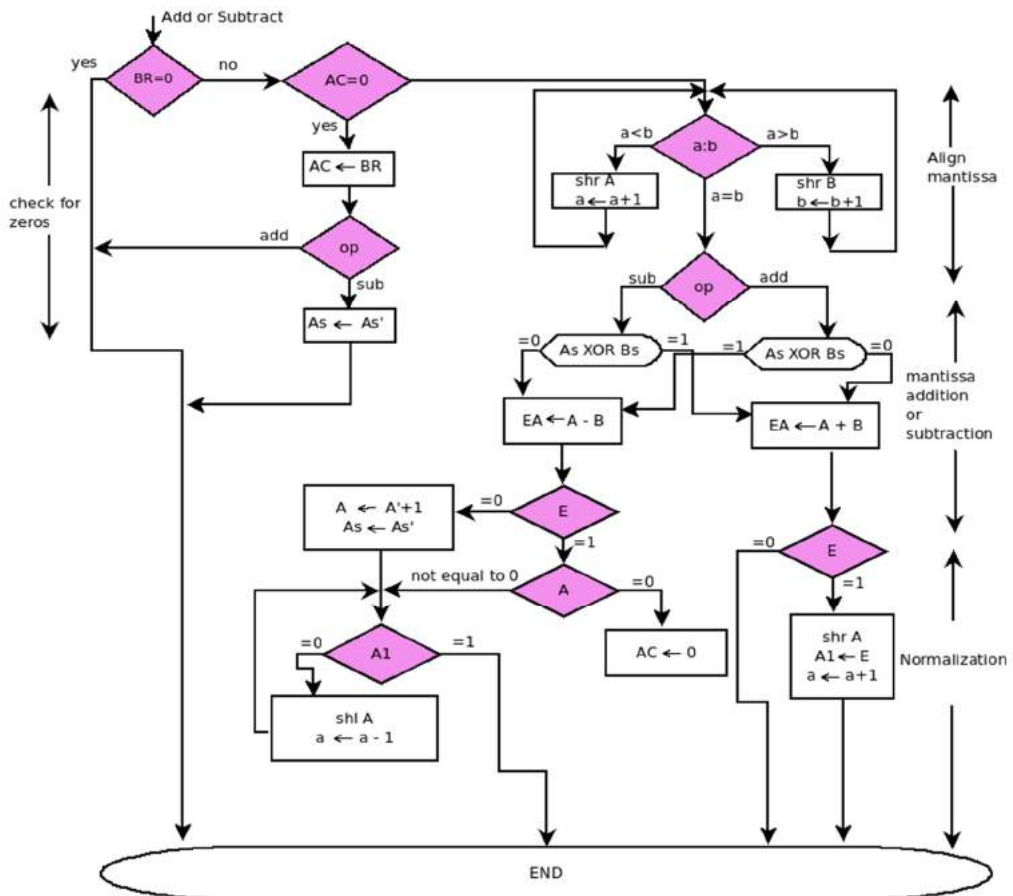 Add or Subtract
yes
BR=0
no
AC=0
yes
AC ← BR
check for
zeros
add
op
sub
As ← As'
a<b
a:b
a>b
shr A
a ← a+1
a=b
shr B
b ← b+1
Align
mantissa
sub
op
add
=0
As XOR Bs
=1
=1
As XOR Bs
=0
EA ← A - B
EA ← A + B
mantissa
addition
or
subtraction
A ← A'+1
As ← As'
=0
E
=1
=0
E
=1
not equal to 0
A
=0
AC ← 0
=0
A1
=1
shl A
a ← a - 1
shr A
A1 ← E
a ← a+1
Normalization
END